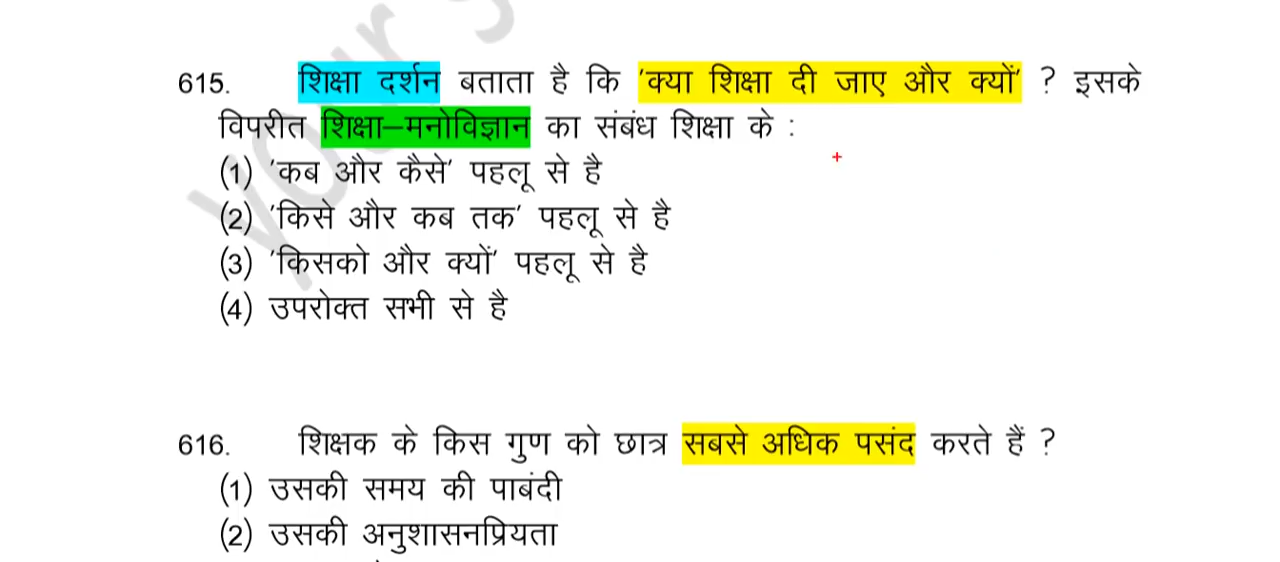 615. शिक्षा दर्शन बताता है कि 'क्या शिक्षा दी जाए और क्यों' ? इसके
विपरीत शिक्षा–मनोविज्ञान का संबंध शिक्षा के :
(1) 'कब और कैसे' पहलू से है
(2) 'किसे और कब तक' पहलू से है
(3) 'किसको और क्यों' पहलू से है
(4) उपरोक्त सभी से है
616. शिक्षक के किस गुण को छात्र सबसे अधिक पसंद करते हैं ?
(1) उसकी समय की पाबंदी
(2) उसकी अनुशासनप्रियता